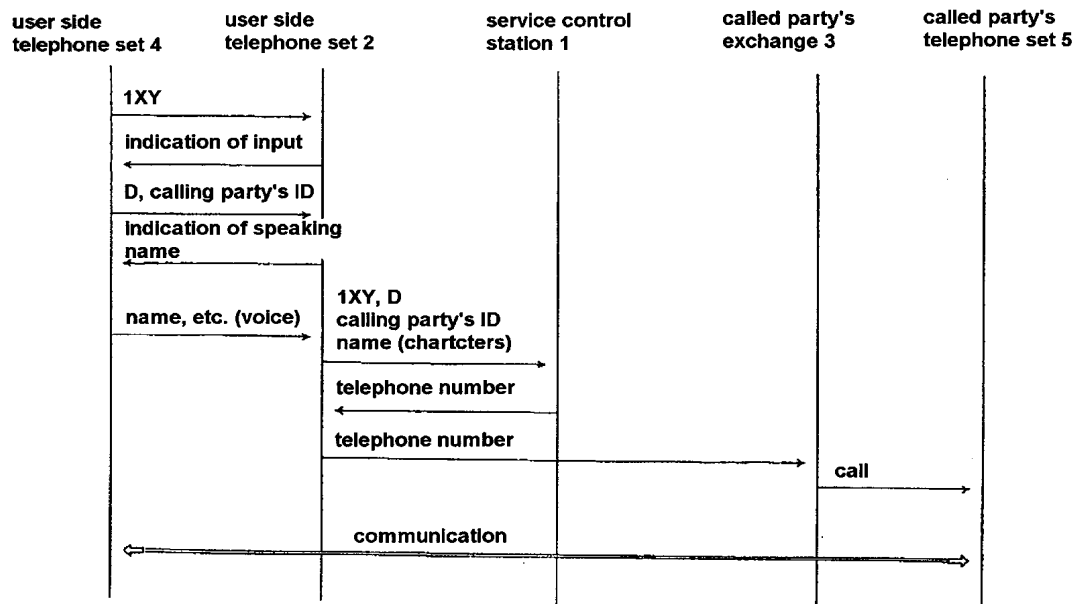 user side
telephone set 4
user side
telephone set 2
service control
station 1
called party's
exchange 3
called party's
telephone set 5
1XY
indication of input
D, calling party's ID
indication of speaking
name
name, etc. (voice)
1XY, D
calling party's ID
name (chartcters)
telephone number
telephone number
call
communication